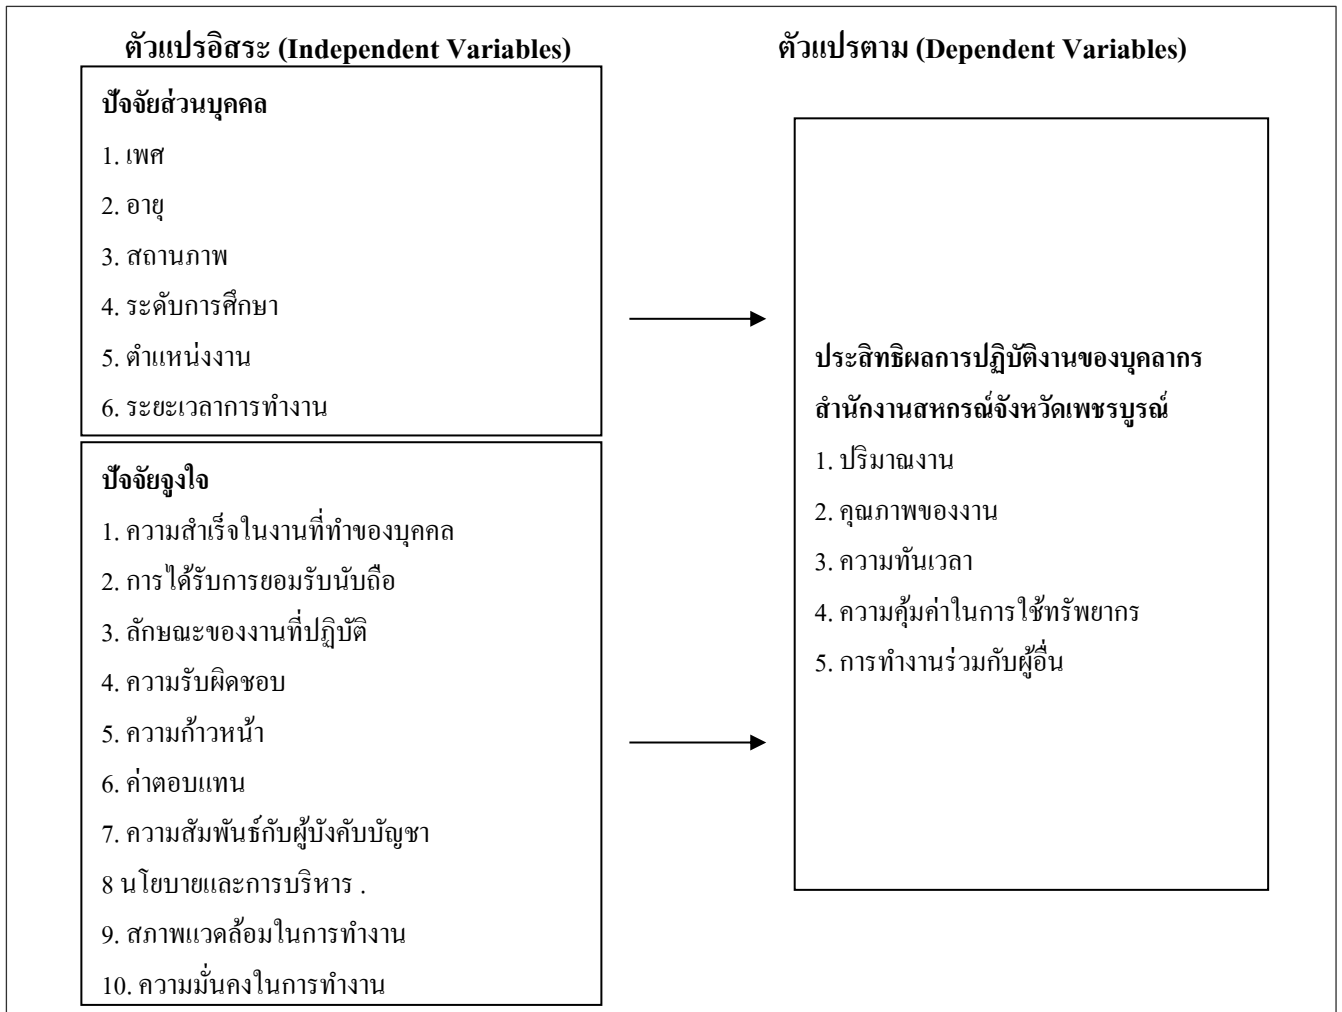 ตัวแปรอิสระ (Independent Variables)
ปัจจัยส่วนบุคคล
1. เพศ
2. อายุ
3. สถานภาพ
4. ระดับการศึกษา
5. ตำแหน่งงาน
6. ระยะเวลาการทำงาน
ปัจจัยจูงใจ
1. ความสำเร็จในงานที่ทำของบุคคล
2. การได้รับการยอมรับนับถือ
3. ลักษณะของงานที่ปฏิบัติ
4. ความรับผิดชอบ
5. ความก้าวหน้า
6. ค่าตอบแทน
7. ความสัมพันธ์กับผู้บังคับบัญชา
8 นโยบายและการบริหาร .
9. สภาพแวดล้อมในการทำงาน
10. ความมั่นคงในการทำงาน
ตัวแปรตาม (Dependent Variables)
ประสิทธิผลการปฏิบัติงานของบุคลากร
สำนักงานสหกรณ์จังหวัดเพชรบูรณ์
1. ปริมาณงาน
2. คุณภาพของงาน
3. ความทันเวลา
4. ความคุ้มค่าในการใช้ทรัพยากร
5. การทำงานร่วมกับผู้อื่น